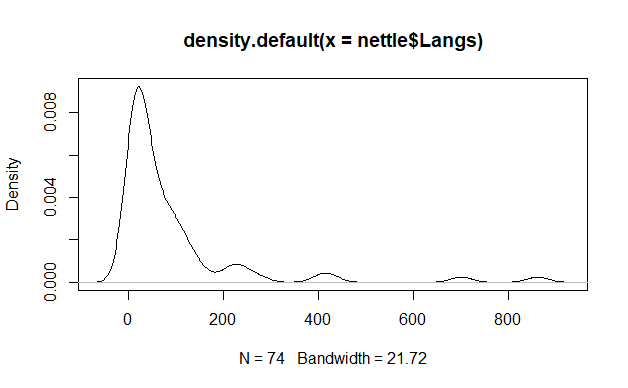 density.default(x = nettle$Langs)
Density
0.000
0.004
0.008
0 200 400 600 800
N = 74 Bandwidth = 21.72